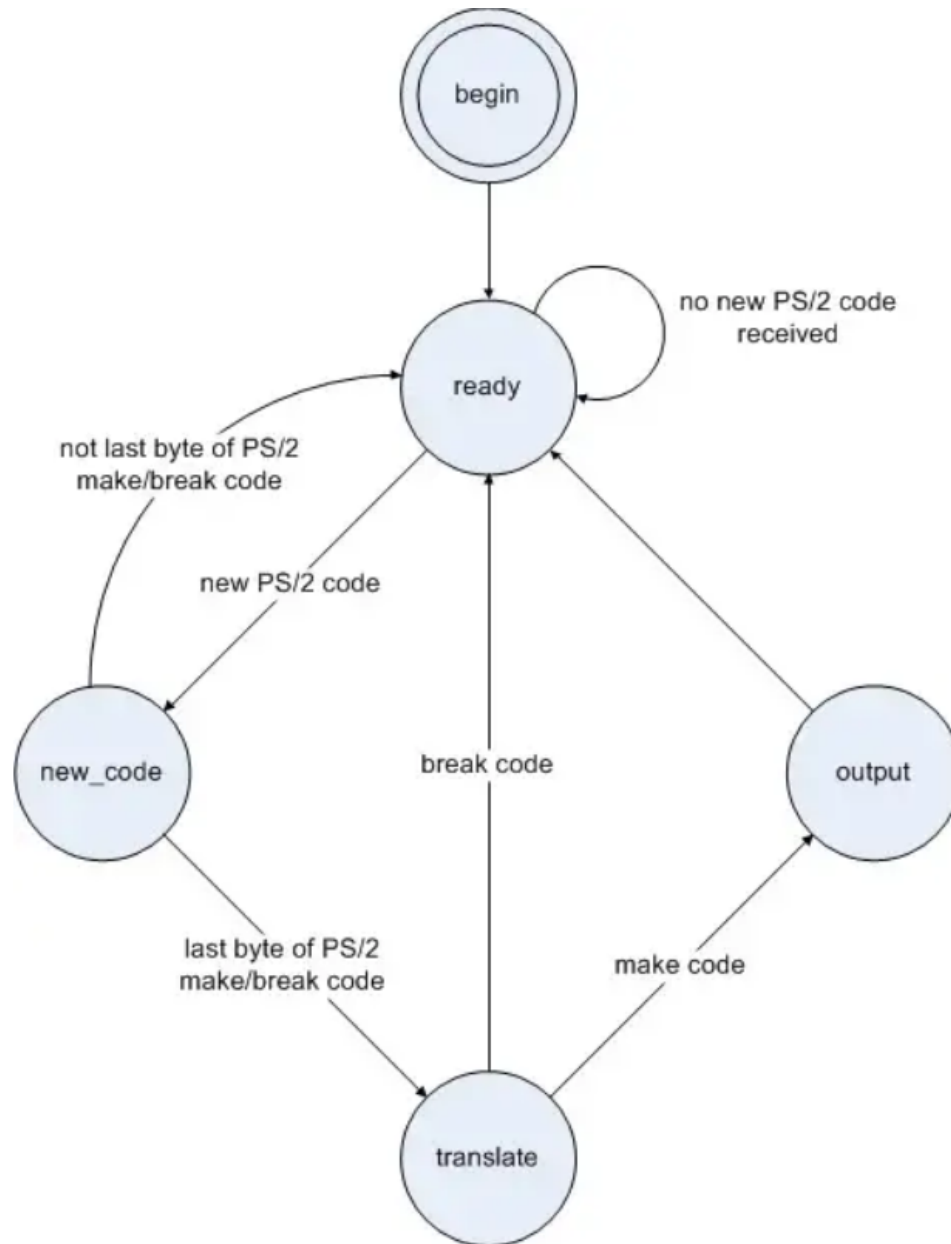 begin
no new PS/2 code
received
ready
not last byte of PS/2
make/break code
new PS/2 code
new_code
break code
output
last byte of PS/2
make/break code
make code
translate